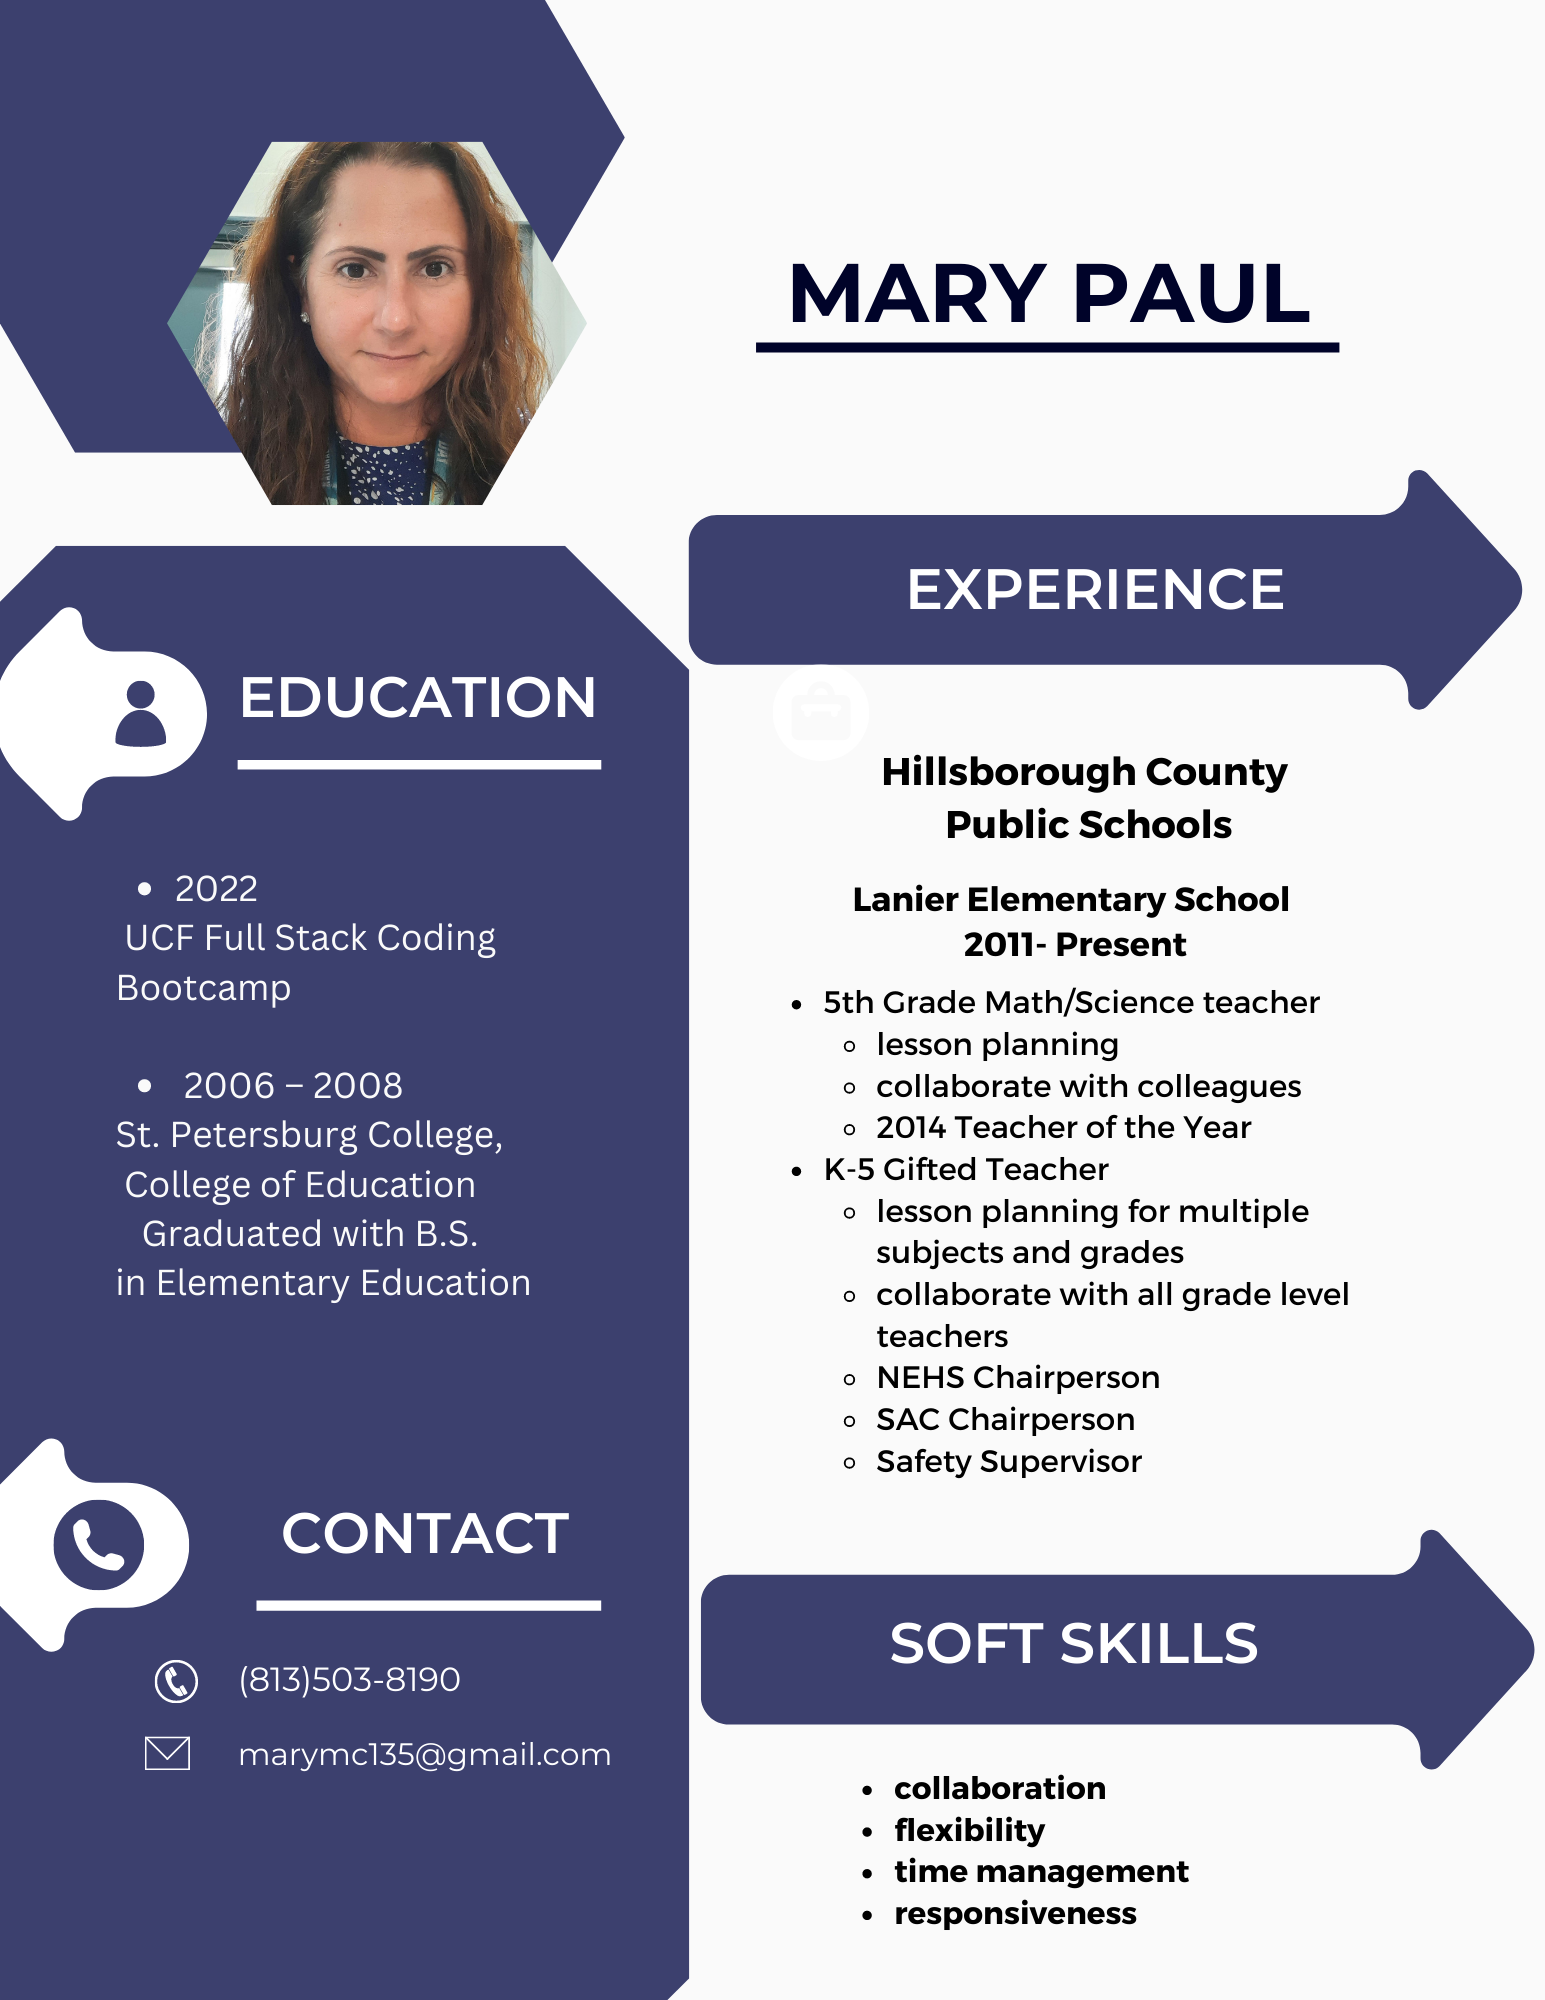 MARY PAUL
EDUCATION
• 2022
UCF Full Stack Coding
Bootcamp
• 2006 – 2008
St. Petersburg College,
College of Education
Graduated with B.S.
in Elementary Education
CONTACT
(813)503-8190
marymc135@gmail.com
EXPERIENCE
Hillsborough County
Public Schools
Lanier Elementary School
2011- Present
• 5th Grade Math/Science teacher
◦ lesson planning
◦ collaborate with colleagues
◦ 2014 Teacher of the Year
• K-5 Gifted Teacher
◦ lesson planning for multiple
subjects and grades
◦ collaborate with all grade level
teachers
◦ NEHS Chairperson
◦ SAC Chairperson
◦ Safety Supervisor
SOFT SKILLS
• collaboration
• flexibility
• time management
• responsiveness